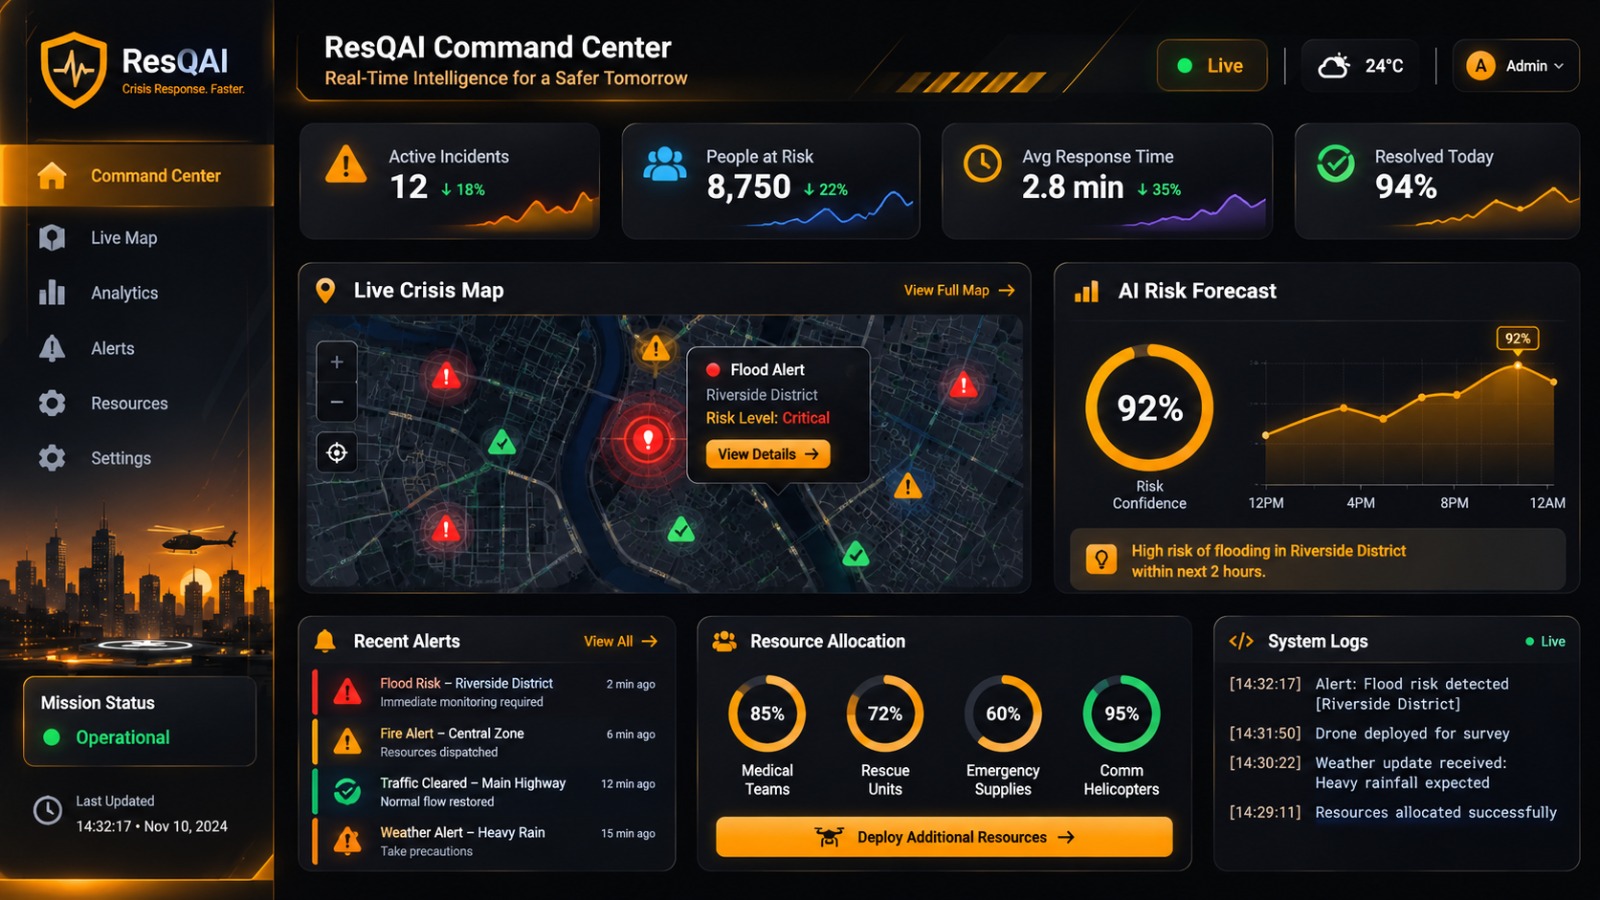 ResQAI
Crisis Response. Faster.
Command Center
Live Map
Analytics
Alerts
Resources
Settings
Mission Status
Operational
Last Updated
14:32:17 • Nov 10, 2024
ResQAI Command Center
Real-Time Intelligence for a Safer Tomorrow
Live
24°C
A
Admin
Active Incidents
12 ↓ 18%
People at Risk
8,750 ↓ 22%
Avg Response Time
2.8 min ↓ 35%
Resolved Today
94%
Live Crisis Map
View Full Map →
+
−
Flood Alert
Riverside District
Risk Level: Critical
View Details →
AI Risk Forecast
92%
Risk
Confidence
92%
12PM 4PM 8PM 12AM
High risk of flooding in Riverside District
within next 2 hours.
Recent Alerts
View All →
Flood Risk – Riverside District 2 min ago
Immediate monitoring required
Fire Alert – Central Zone 6 min ago
Resources dispatched
Traffic Cleared – Main Highway 12 min ago
Normal flow restored
Weather Alert – Heavy Rain 15 min ago
Take precautions
Resource Allocation
85% 72% 60% 95%
Medical Rescue Emergency Comm
Teams Units Supplies Helicopters
Deploy Additional Resources →
</> System Logs
Live
[14:32:17] Alert: Flood risk detected
[Riverside District]
[14:31:50] Drone deployed for survey
[14:30:22] Weather update received:
Heavy rainfall expected
[14:29:11] Resources allocated successfully